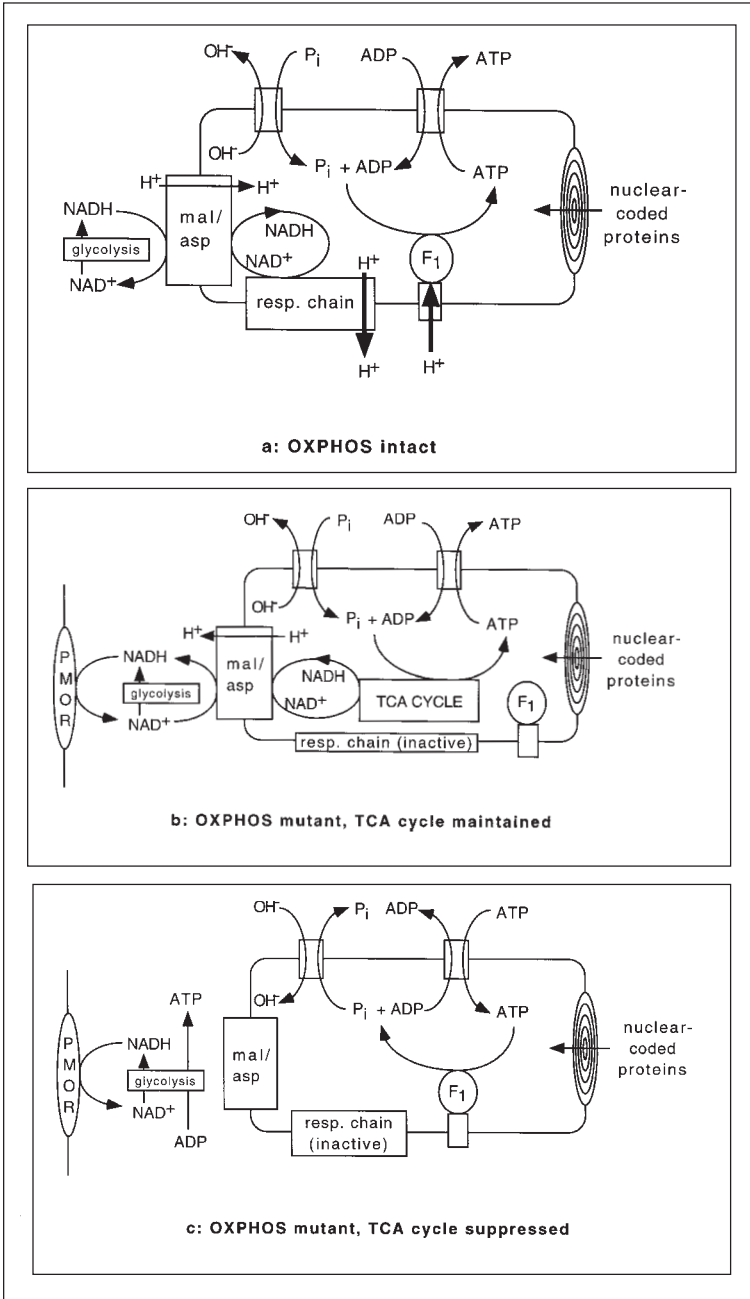 OH⁻
Pᵢ
ADP
ATP
OH⁻
Pᵢ + ADP
ATP
H⁺
H⁺
mal/
asp
NADH
glycolysis
NAD⁺
NADH
NAD⁺
resp. chain
H⁺
H⁺
F₁
H⁺
nuclear-
coded
proteins
a: OXPHOS intact
OH⁻
Pᵢ
ADP
ATP
OH⁻
Pᵢ + ADP
ATP
H⁺
H⁺
mal/
asp
P
M
O
R
NADH
glycolysis
NAD⁺
NADH
NAD⁺
TCA CYCLE
F₁
resp. chain (inactive)
nuclear-
coded
proteins
b: OXPHOS mutant, TCA cycle maintained
OH⁻
Pᵢ
ADP
ATP
OH⁻
Pᵢ + ADP
ATP
P
M
O
R
ATP
NADH
glycolysis
NAD⁺
ADP
mal/
asp
F₁
resp. chain
(inactive)
nuclear-
coded
proteins
c: OXPHOS mutant, TCA cycle suppressed